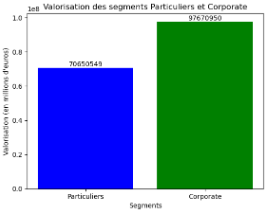 Valorisation des segments Particuliers et Corporate
1e8
1.0
0.8
0.6
0.4
0.2
0.0
Valorisation (en millions d'euros)
70650549
97670950
Particuliers
Corporate
Segments